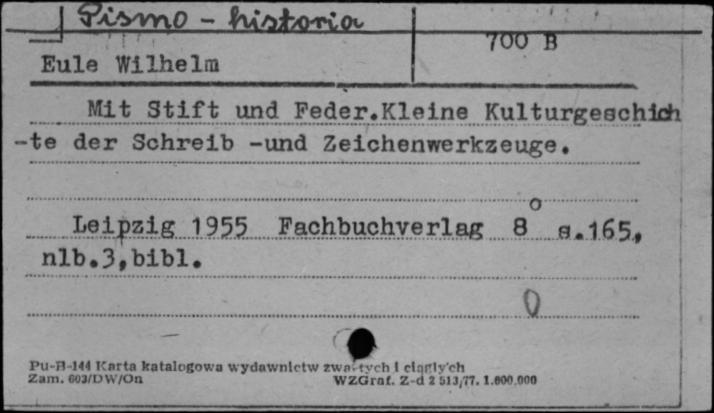 Pismo - historia
700 B
Eule Wilhelm
Mit Stift und Feder.Kleine Kulturgeschich
-te der Schreib -und Zeichenwerkzeuge.
Leipzig 1955 Fachbuchverlag 8° s.165,
nlb.3,bibl.
0
Pu-B-144 Karta katalogowa wydawnictw zwartych i ciągłych
Zam. 603/DW/On WZGraf. Z-d 2 513/77. 1.000.000